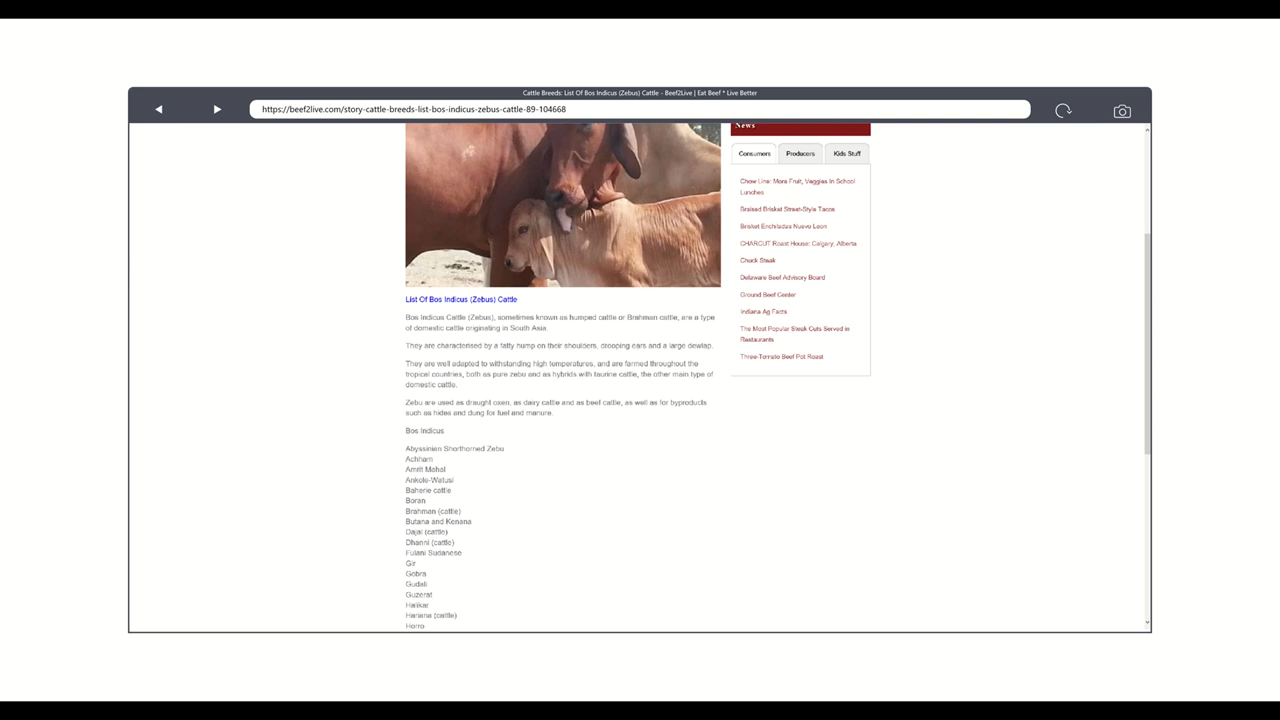 Cattle Breeds: List Of Bos Indicus (Zebu) Cattle - Beef2Live | Eat Beef * Live Better
https://beef2live.com/story-cattle-breeds-list-bos-indicus-zebus-cattle-89-104668
News
Consumers
Producers
Kids Stuff
Chow Line: More Fruit, Veggies In School
Lunches
Braised Brisket Street-Style Tacos
Brisket Enchiladas Nuevo Leon
CHARCUT Roast House: Calgary, Alberta
Chuck Steak
Delaware Beef Advisory Board
Ground Beef Center
Indiana Ag Facts
The Most Popular Steak Cuts Served in
Restaurants
Three-Tomato Beef Pot Roast
List Of Bos Indicus (Zebu) Cattle
Bos Indicus Cattle (Zebus), sometimes known as humped cattle or Brahman cattle, are a type
of domestic cattle originating in South Asia.
They are characterised by a fatty hump on their shoulders, drooping ears and a large dewlap.
They are well adapted to withstanding high temperatures, and are farmed throughout the
tropical countries, both as pure zebu and as hybrids with taurine cattle, the other main type of
domestic cattle.
Zebu are used as draught oxen, as dairy cattle and as beef cattle, as well as for byproducts
such as hides and dung for fuel and manure.
Bos Indicus
Abyssinian Shorthorned Zebu
Achham
Amrit Mahal
Ankole-Watusi
Baherie cattle
Boran
Brahman (cattle)
Butana and Kenana
Dajal (cattle)
Dhanni (cattle)
Fulani Sudanese
Gir
Gobra
Gudali
Guzerat
Halikar
Hariana (cattle)
Horro